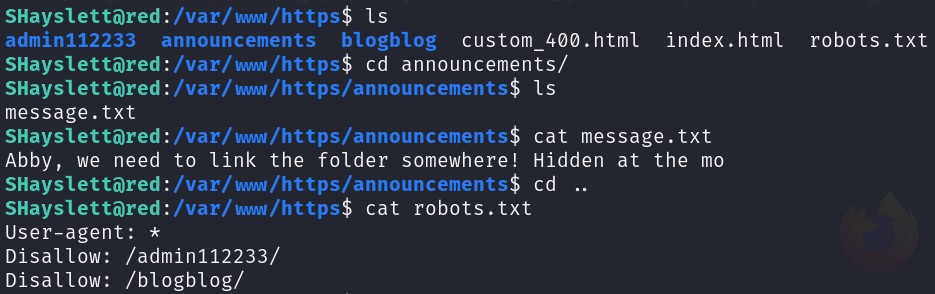 SHayslett@red:/var/www/https$ ls
admin112233  announcements  blogblog  custom_400.html  index.html  robots.txt
SHayslett@red:/var/www/https$ cd announcements/
SHayslett@red:/var/www/https/announcements$ ls
message.txt
SHayslett@red:/var/www/https/announcements$ cat message.txt
Abby, we need to link the folder somewhere! Hidden at the mo
SHayslett@red:/var/www/https/announcements$ cd ..
SHayslett@red:/var/www/https$ cat robots.txt
User-agent: *
Disallow: /admin112233/
Disallow: /blogblog/